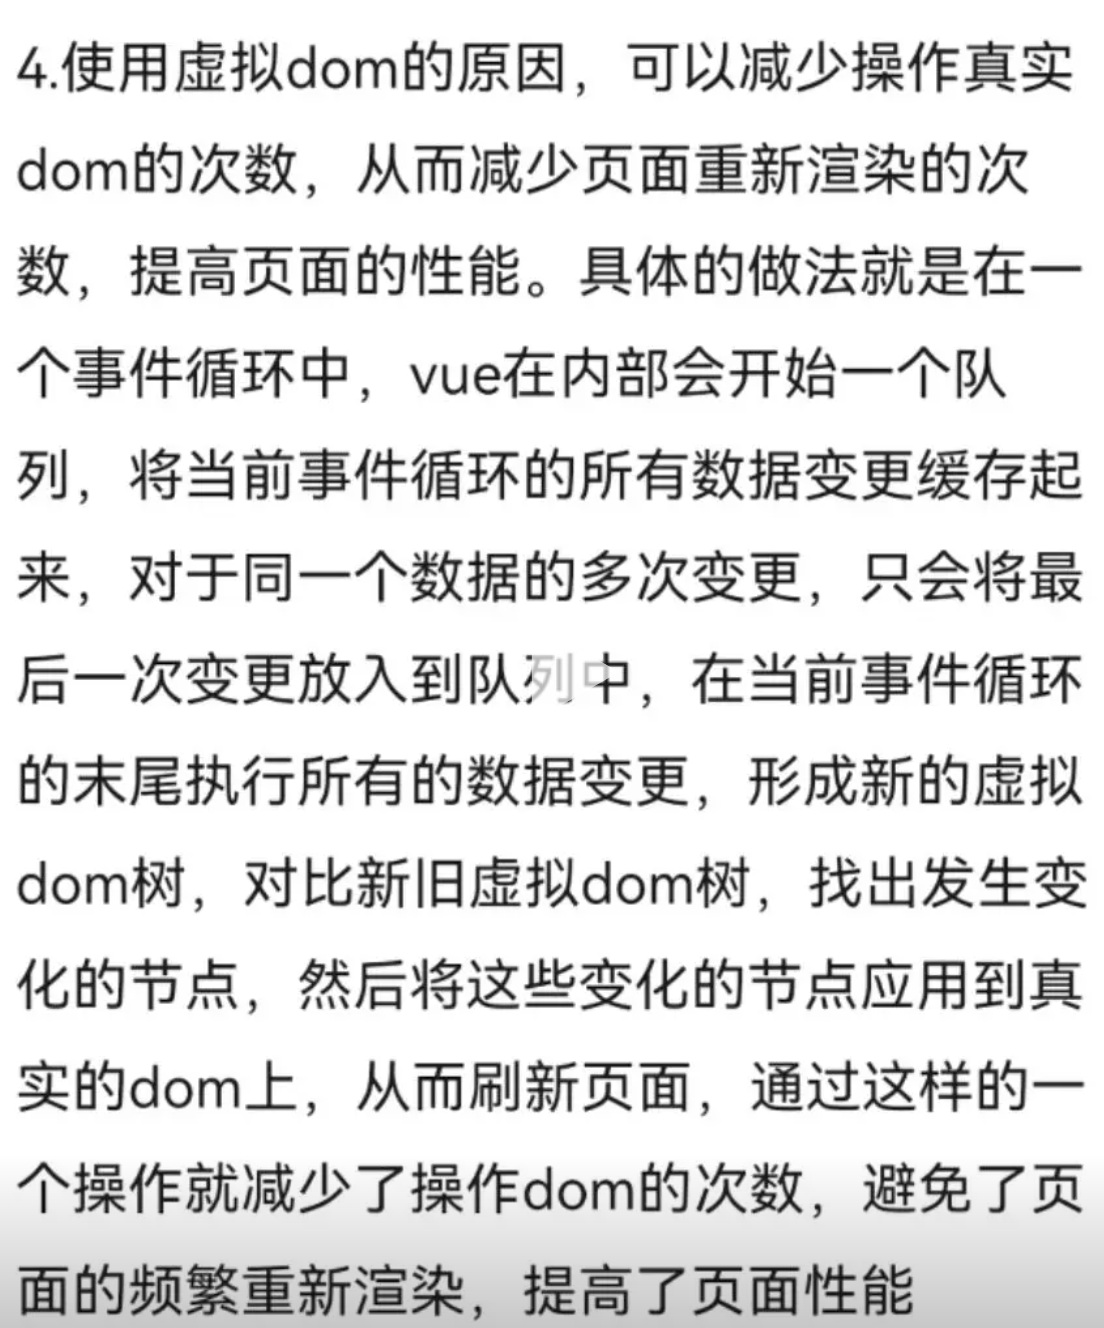 4.使用虚拟dom的原因，可以减少操作真实
dom的次数，从而减少页面重新渲染的次
数，提高页面的性能。具体的做法就是在一
个事件循环中，vue在内部会开始一个队
列，将当前事件循环的所有数据变更缓存起
来，对于同一个数据的多次变更，只会将最
后一次变更放入到队列中，在当前事件循环
的末尾执行所有的数据变更，形成新的虚拟
dom树，对比新旧虚拟dom树，找出发生变
化的节点，然后将这些变化的节点应用到真
实的dom上，从而刷新页面，通过这样的一
个操作就减少了操作dom的次数，避免了页
面的频繁重新渲染，提高了页面性能